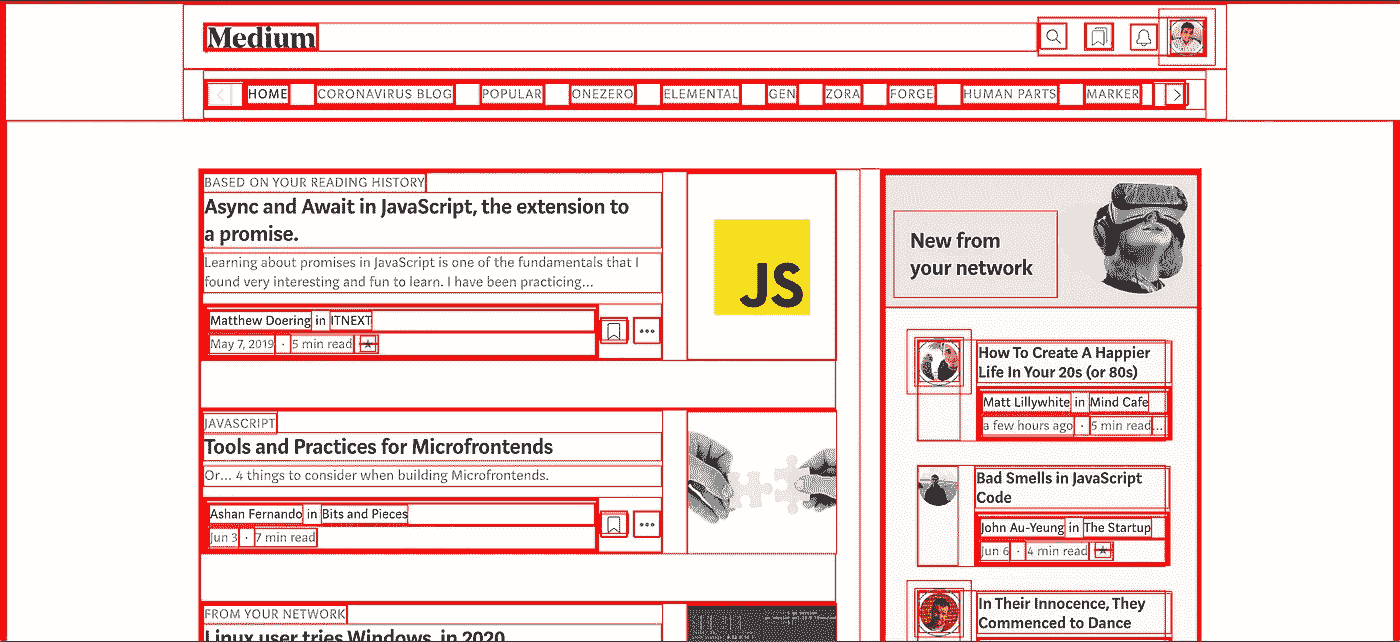 Medium
HOME CORONAVIRUS BLOG POPULAR ONEZERO ELEMENTAL GEN ZORA FORGE HUMAN PARTS MARKER
BASED ON YOUR READING HISTORY
Async and Await in JavaScript, the extension to
a promise.
Learning about promises in JavaScript is one of the fundamentals that I
found very interesting and fun to learn. I have been practicing...
Matthew Doering in ITNEXT
May 7, 2019 · 5 min read ★
JS
JAVASCRIPT
Tools and Practices for Microfrontends
Or... 4 things to consider when building Microfrontends.
Ashan Fernando in Bits and Pieces
Jun 3 · 7 min read
FROM YOUR NETWORK
Linux user tries Windows, in 2020
New from
your network
How To Create A Happier
Life In Your 20s (or 80s)
Matt Lillywhite in Mind Cafe
a few hours ago · 5 min read...
Bad Smells in JavaScript
Code
John Au-Yeung in The Startup
Jun 6 · 4 min read ★
In Their Innocence, They
Commenced to Dance